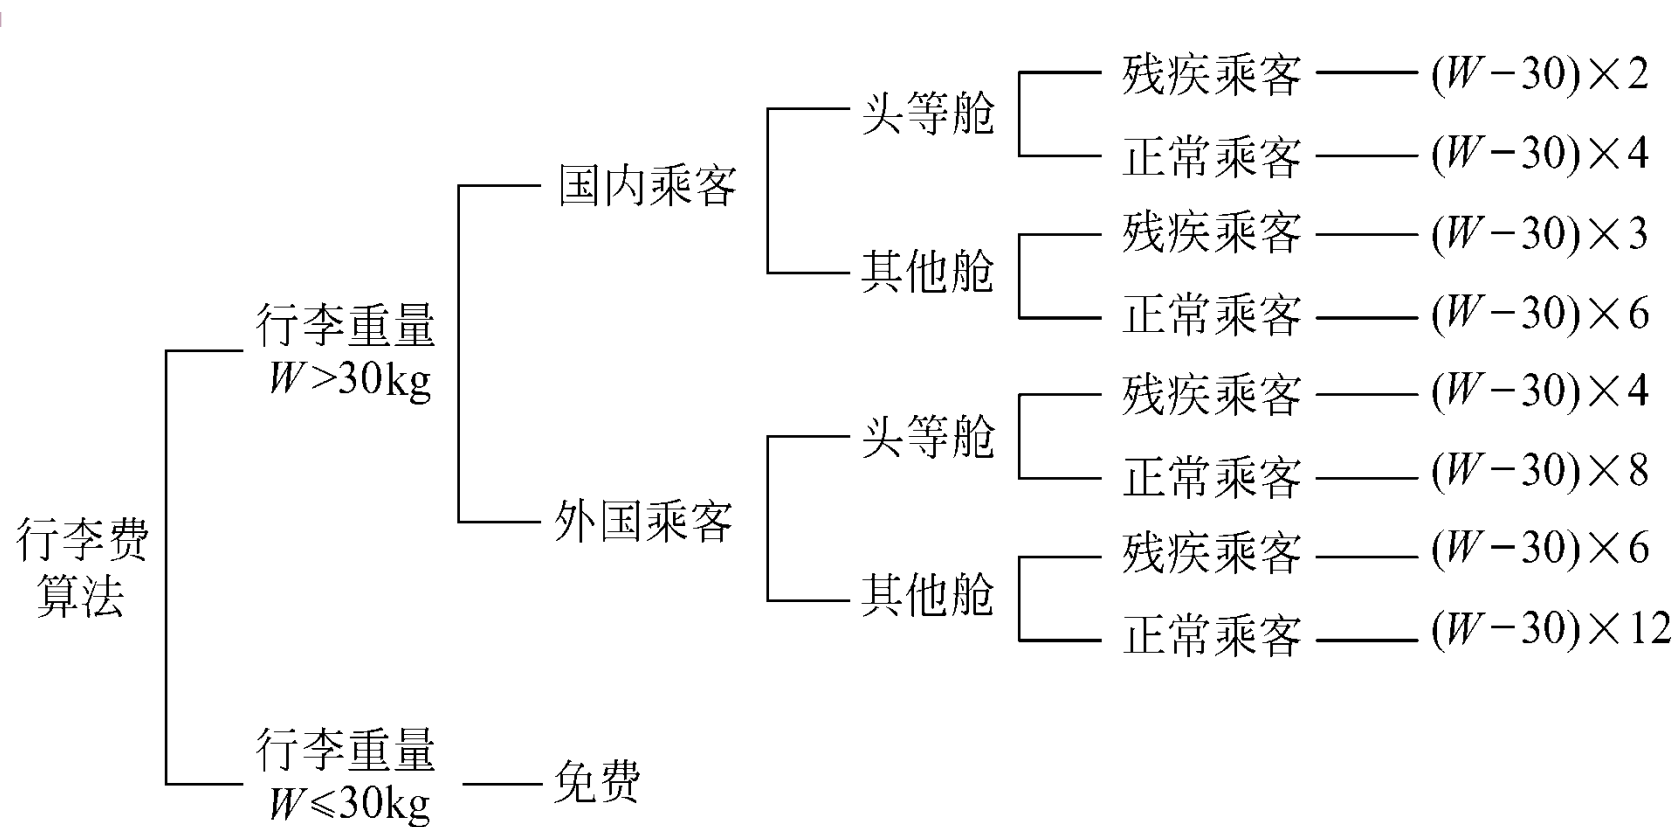 行李费
算法
行李重量
W>30kg
国内乘客
头等舱
残疾乘客
(W−30)×2
正常乘客
(W−30)×4
其他舱
残疾乘客
(W−30)×3
正常乘客
(W−30)×6
外国乘客
头等舱
残疾乘客
(W−30)×4
正常乘客
(W−30)×8
其他舱
残疾乘客
(W−30)×6
正常乘客
(W−30)×12
行李重量
W⩽30kg
免费